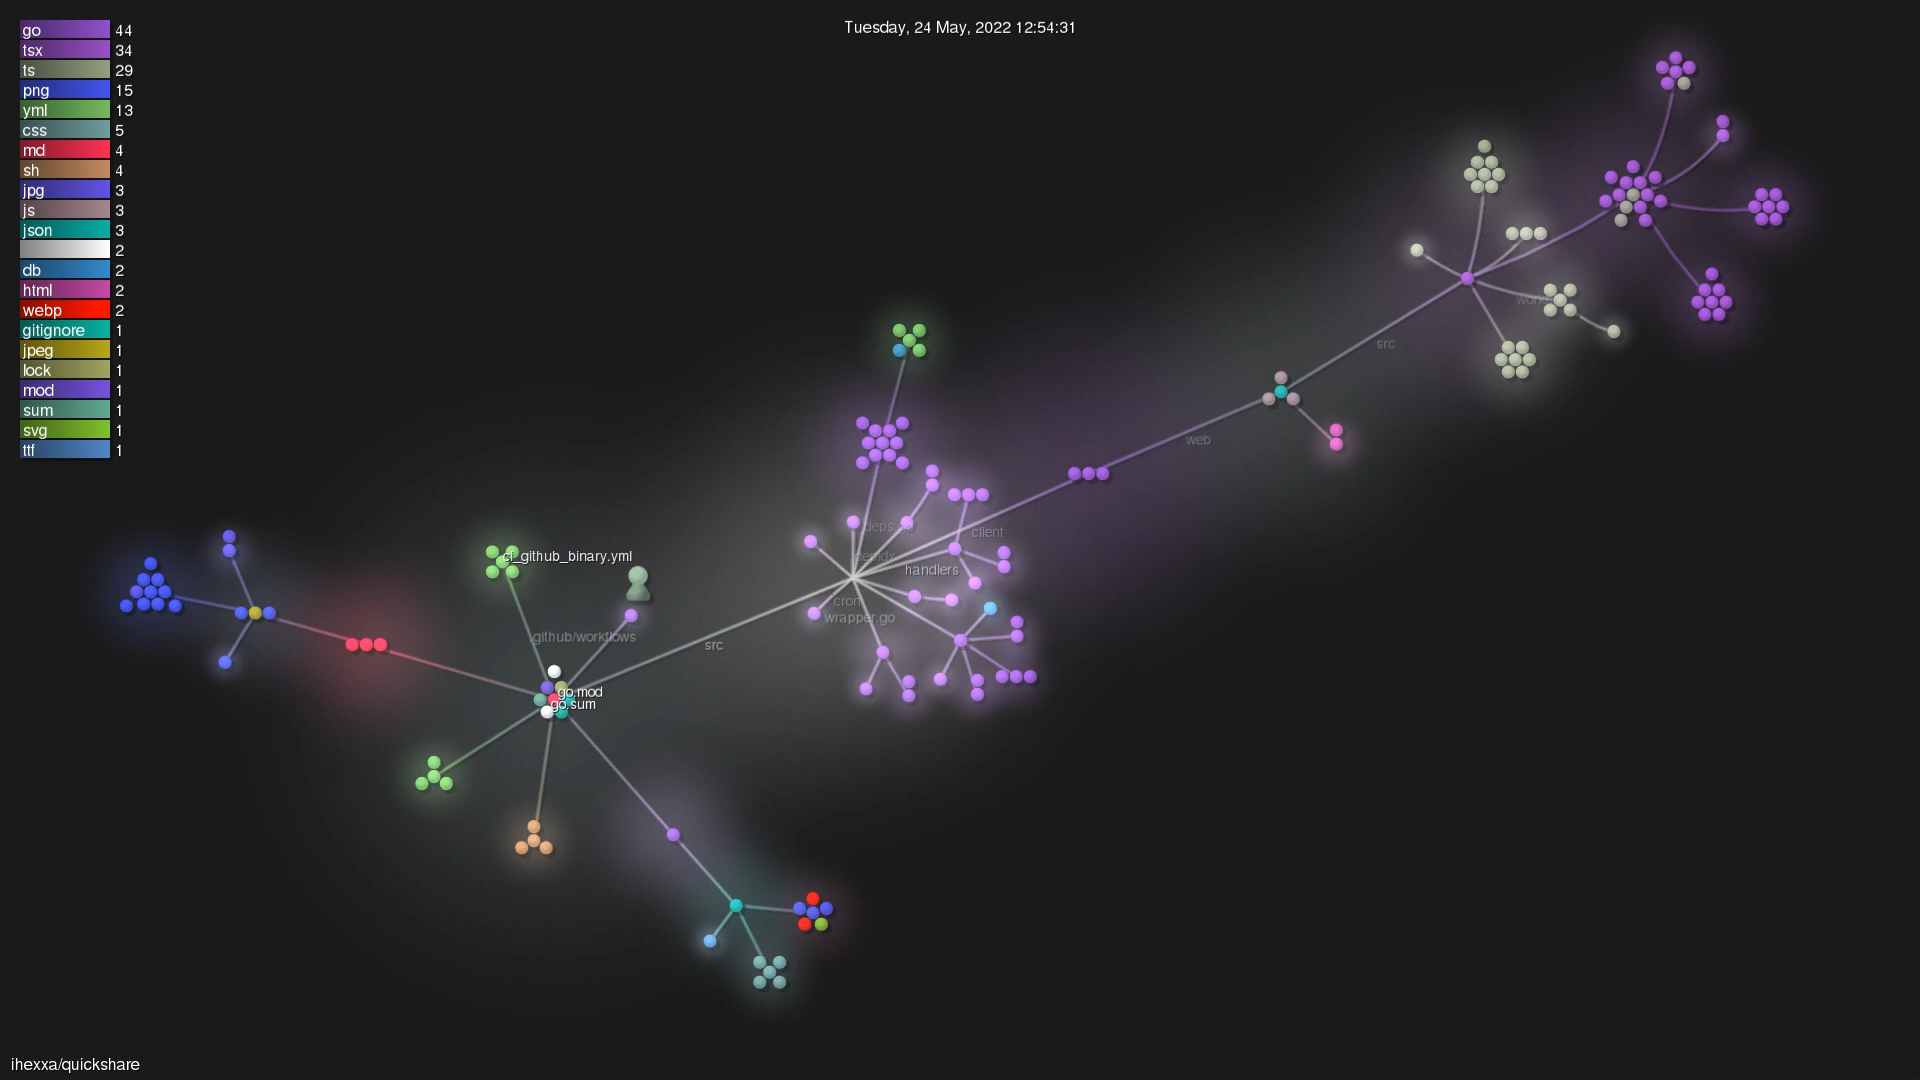 Tuesday, 24 May, 2022 12:54:31
go 44
tsx 34
ts 29
png 15
yml 13
css 5
md 4
sh 4
jpg 3
js 3
json 3
2
db 2
html 2
webp 2
gitignore 1
jpeg 1
lock 1
mod 1
sum 1
svg 1
ttf 1
src
web
client
handlers
cron
wrapper.go
ci_github_binary.yml
.github/workflows
src
go.mod
go.sum
ihexxa/quickshare